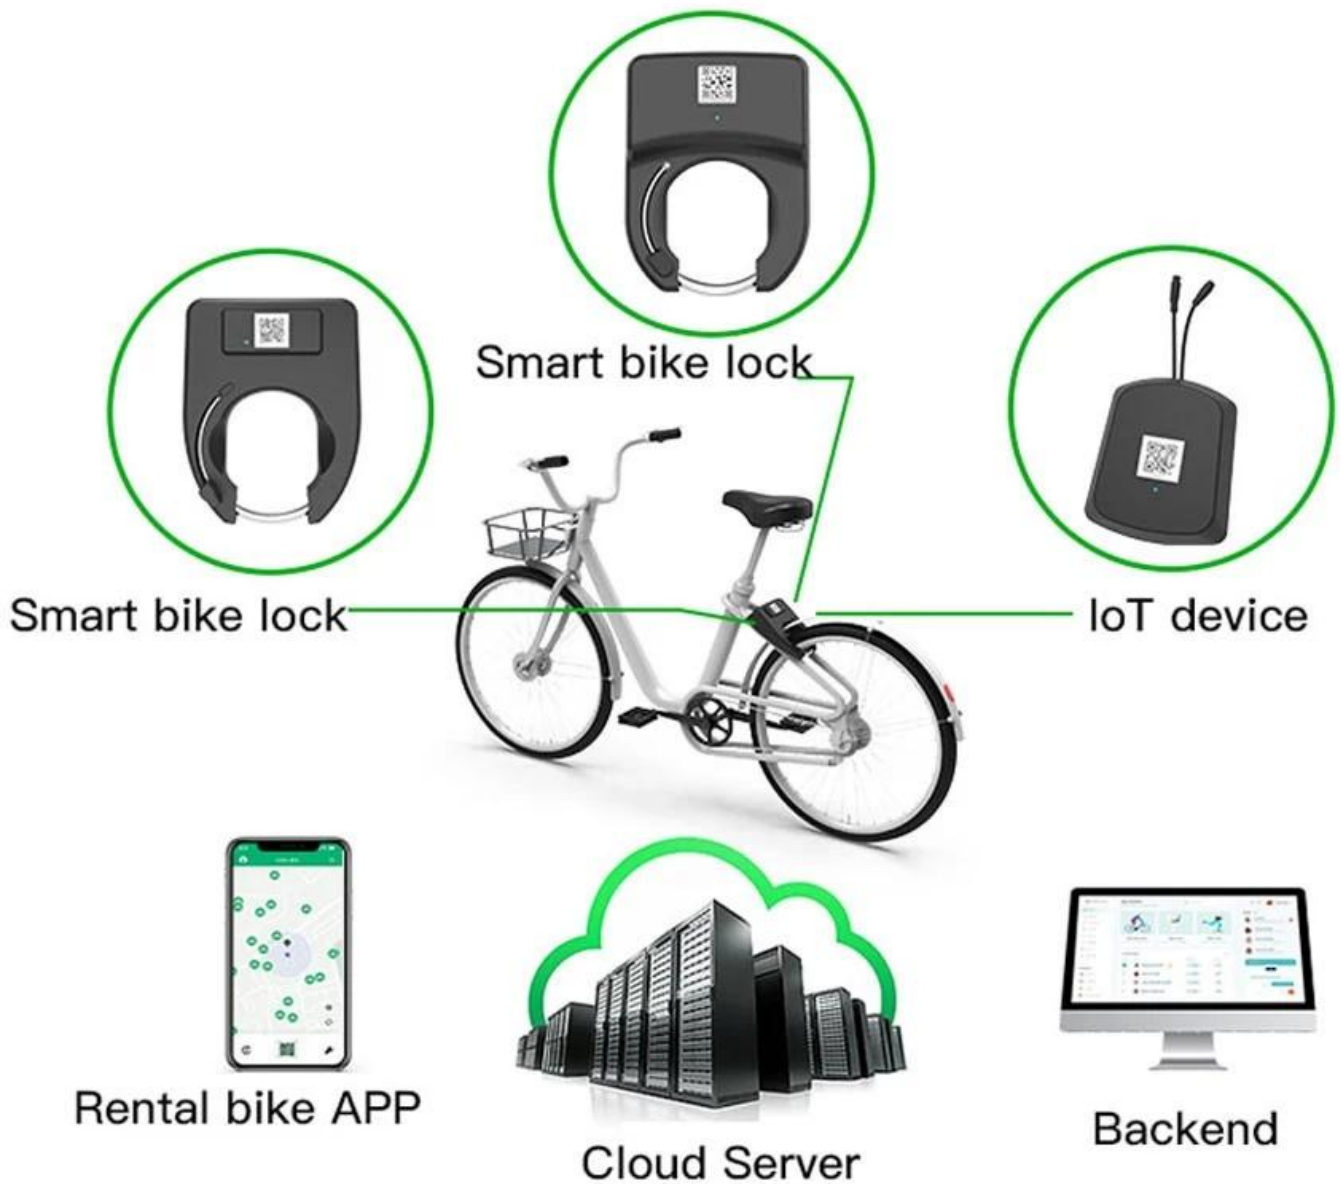 Smart bike lock
Smart bike lock
IoT device
Rental bike APP
Cloud Server
Backend